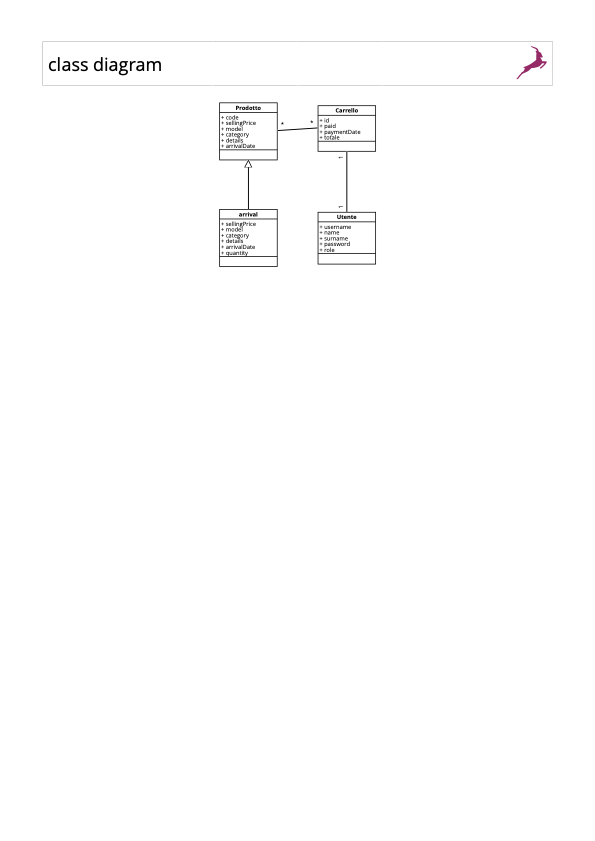 class diagram
Prodotto
+ code
+ sellingPrice
+ model
+ category
+ details
+ arrivalDate
*
*
Carrello
+ id
+ paid
+ paymentDate
+ totale
1
1
arrival
+ sellingPrice
+ model
+ category
+ details
+ arrivalDate
+ quantity
Utente
+ username
+ name
+ surname
+ password
+ role